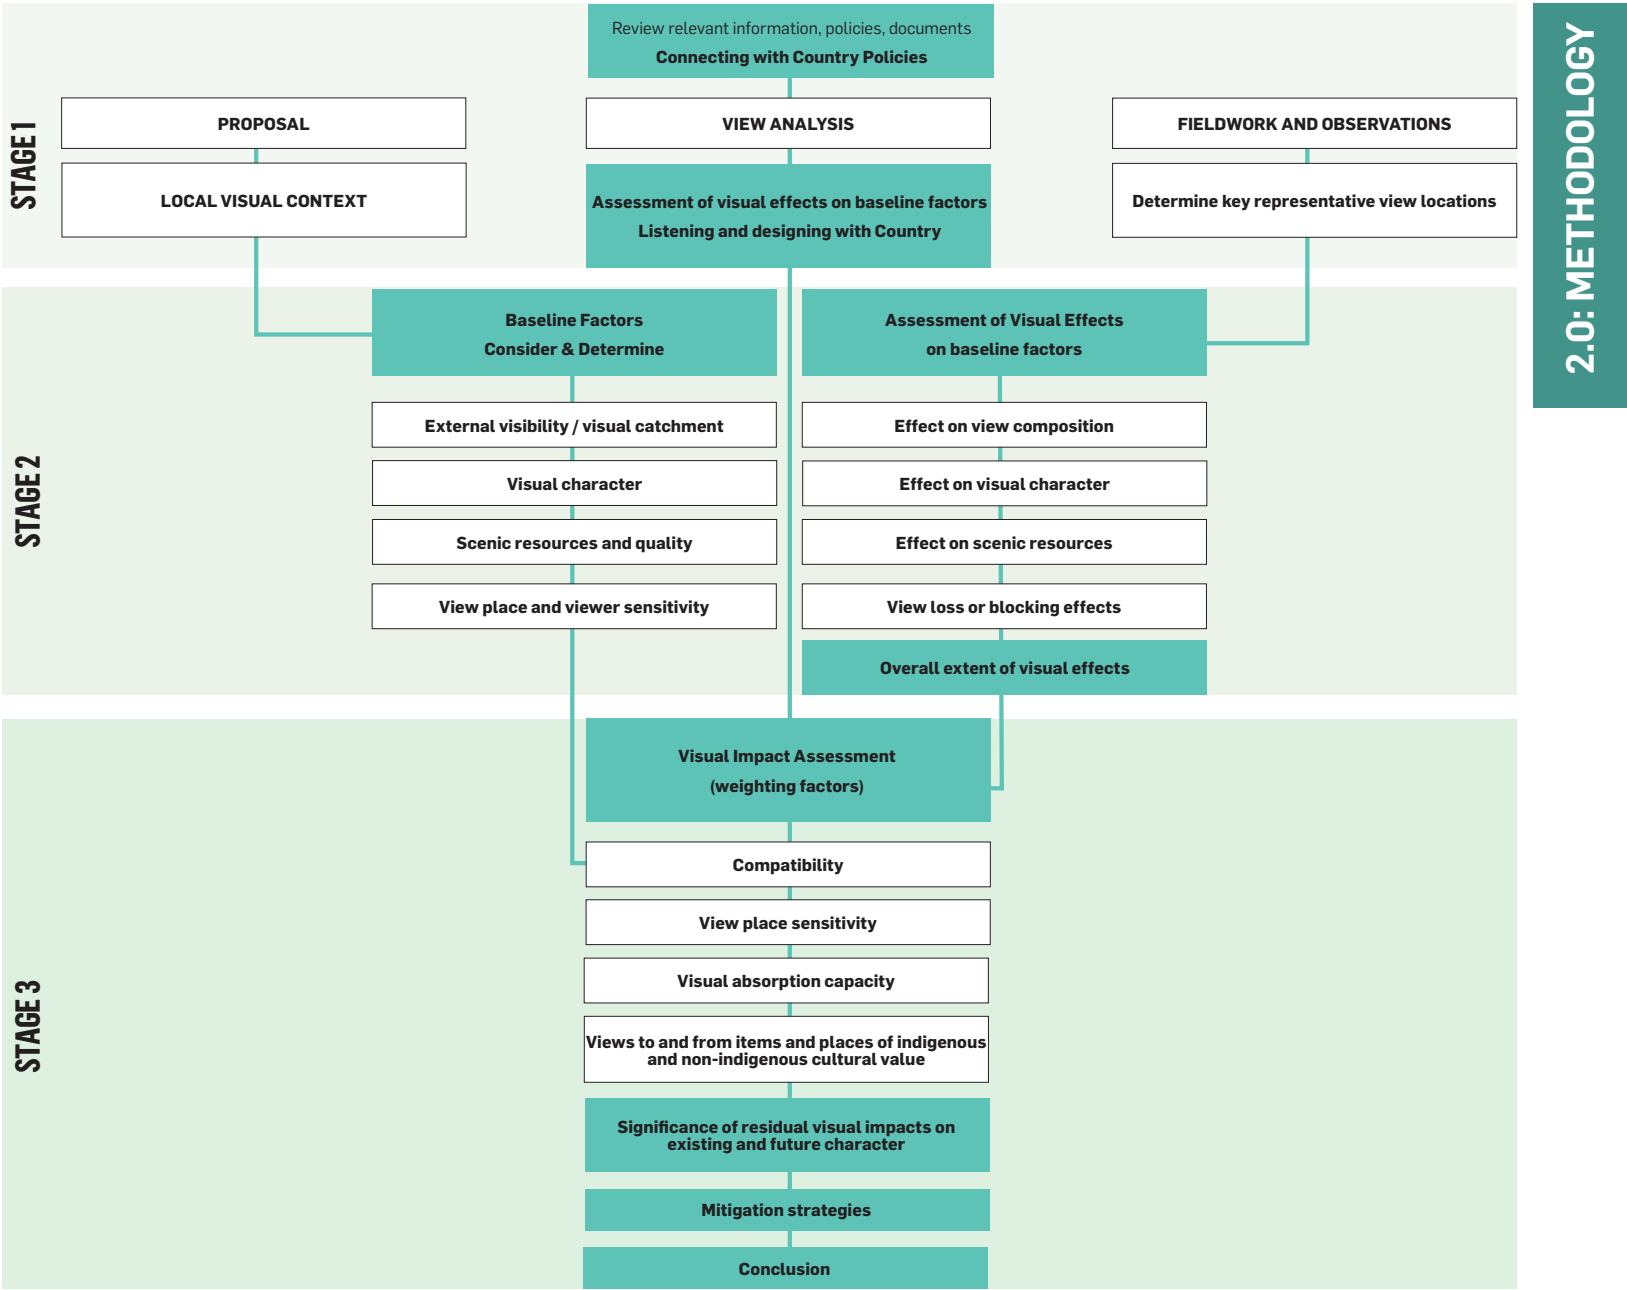 2.0: METHODOLOGY
STAGE 1
Review relevant information, policies, documents
Connecting with Country Policies
PROPOSAL
VIEW ANALYSIS
FIELDWORK AND OBSERVATIONS
LOCAL VISUAL CONTEXT
Assessment of visual effects on baseline factors
Listening and designing with Country
Determine key representative view locations
STAGE 2
Baseline Factors
Consider & Determine
External visibility / visual catchment
Visual character
Scenic resources and quality
View place and viewer sensitivity
Assessment of Visual Effects
on baseline factors
Effect on view composition
Effect on visual character
Effect on scenic resources
View loss or blocking effects
Overall extent of visual effects
STAGE 3
Visual Impact Assessment
(weighting factors)
Compatibility
View place sensitivity
Visual absorption capacity
Views to and from items and places of indigenous
and non-indigenous cultural value
Significance of residual visual impacts on
existing and future character
Mitigation strategies
Conclusion